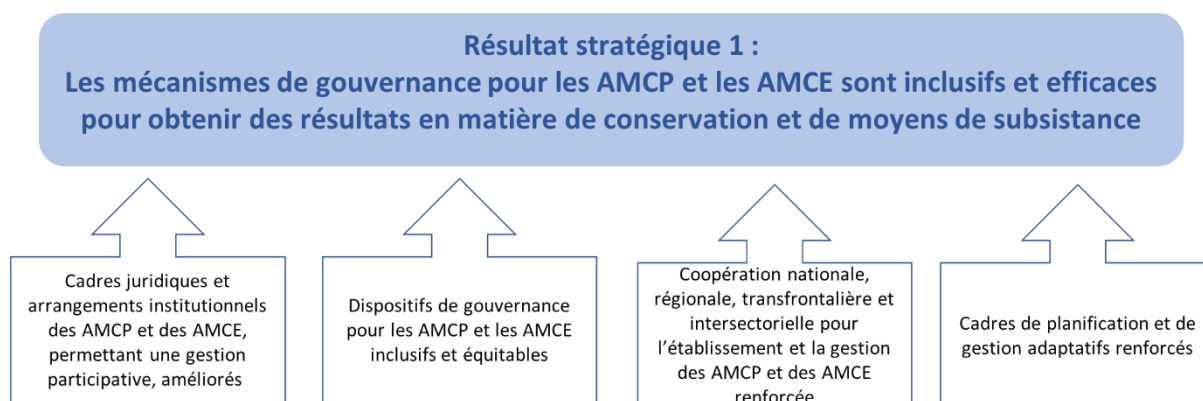 Résultat stratégique 1 :
Les mécanismes de gouvernance pour les AMCP et les AMCE sont inclusifs et efficaces
pour obtenir des résultats en matière de conservation et de moyens de subsistance
Cadres juridiques et
arrangements institutionnels
des AMCP et des AMCE,
permettant une gestion
participative, améliorés
Dispositifs de gouvernance
pour les AMCP et les AMCE
inclusifs et équitables
Coopération nationale,
régionale, transfrontalière et
intersectorielle pour
l'établissement et la gestion
des AMCP et des AMCE
renforcée
Cadres de planification et de
gestion adaptatifs renforcés